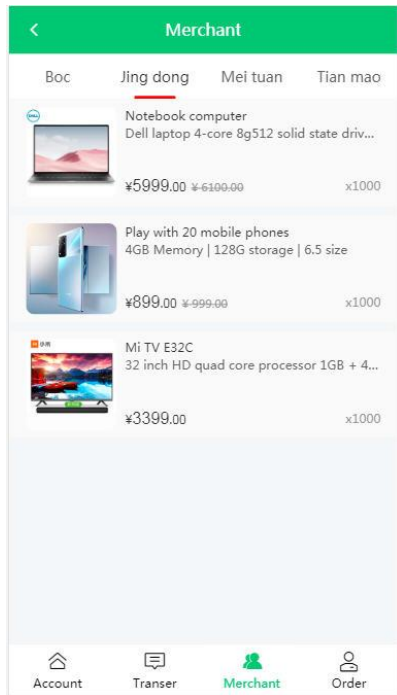 Merchant
Boc Jing dong Mei tuan Tian mao
DELL
Notebook computer
Dell laptop 4-core 8g512 solid state driv...
¥5999.00 ¥6100.00 x1000
Play with 20 mobile phones
4GB Memory | 128G storage | 6.5 size
¥899.00 ¥999.00 x1000
Mi TV E32C
32 inch HD quad core processor 1GB + 4...
¥3399.00 x1000
Account Transer Merchant Order